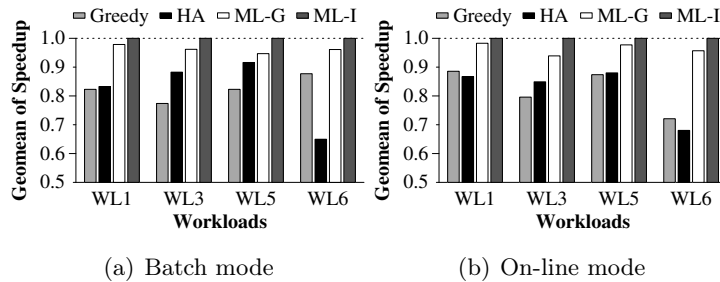 Greedy HA ML-G ML-I
Geomean of Speedup
1.0
0.9
0.8
0.7
0.6
0.5
WL1 WL3 WL5 WL6
Workloads
(a) Batch mode
Greedy HA ML-G ML-I
Geomean of Speedup
1.0
0.9
0.8
0.7
0.6
0.5
WL1 WL3 WL5 WL6
Workloads
(b) On-line mode